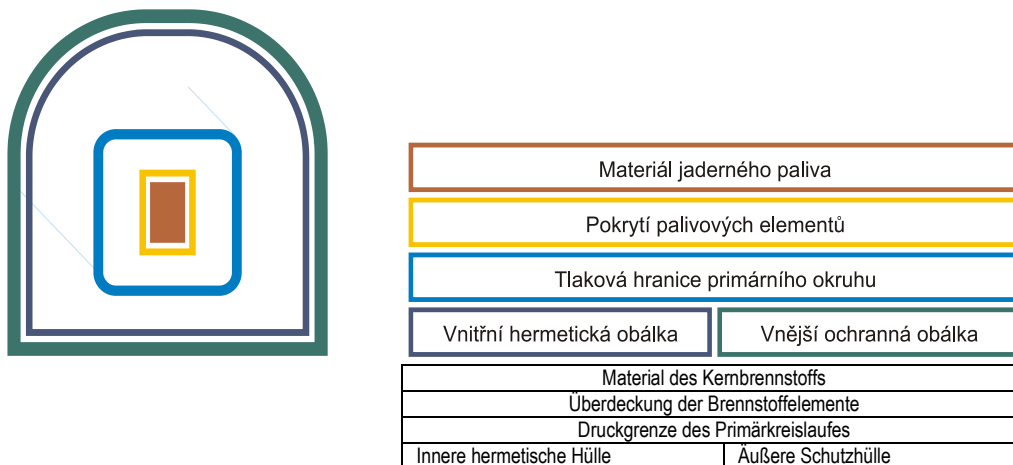 Materiál jaderného paliva
Pokrytí palivových elementů
Tlaková hranice primárního okruhu
Vnitřní hermetická obálka
Vnější ochranná obálka
Material des Kernbrennstoffs
Überdeckung der Brennstoffelemente
Druckgrenze des Primärkreislaufes
Innere hermetische Hülle
Äußere Schutzhülle